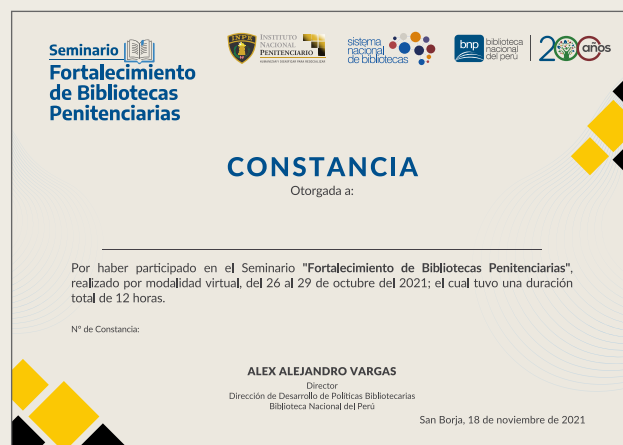 Seminario
Fortalecimiento
de Bibliotecas
Penitenciarias
INPE
INSTITUTO
NACIONAL
PENITENCIARIO
sistema
nacional
de bibliotecas
bnp
biblioteca
nacional
del perú
200 años
CONSTANCIA
Otorgada a:
Por haber participado en el Seminario "Fortalecimiento de Bibliotecas Penitenciarias",
realizado por modalidad virtual, del 26 al 29 de octubre del 2021; el cual tuvo una duración
total de 12 horas.
N° de Constancia:
ALEX ALEJANDRO VARGAS
Director
Dirección de Desarrollo de Políticas Bibliotecarias
Biblioteca Nacional del Perú
San Borja, 18 de noviembre de 2021